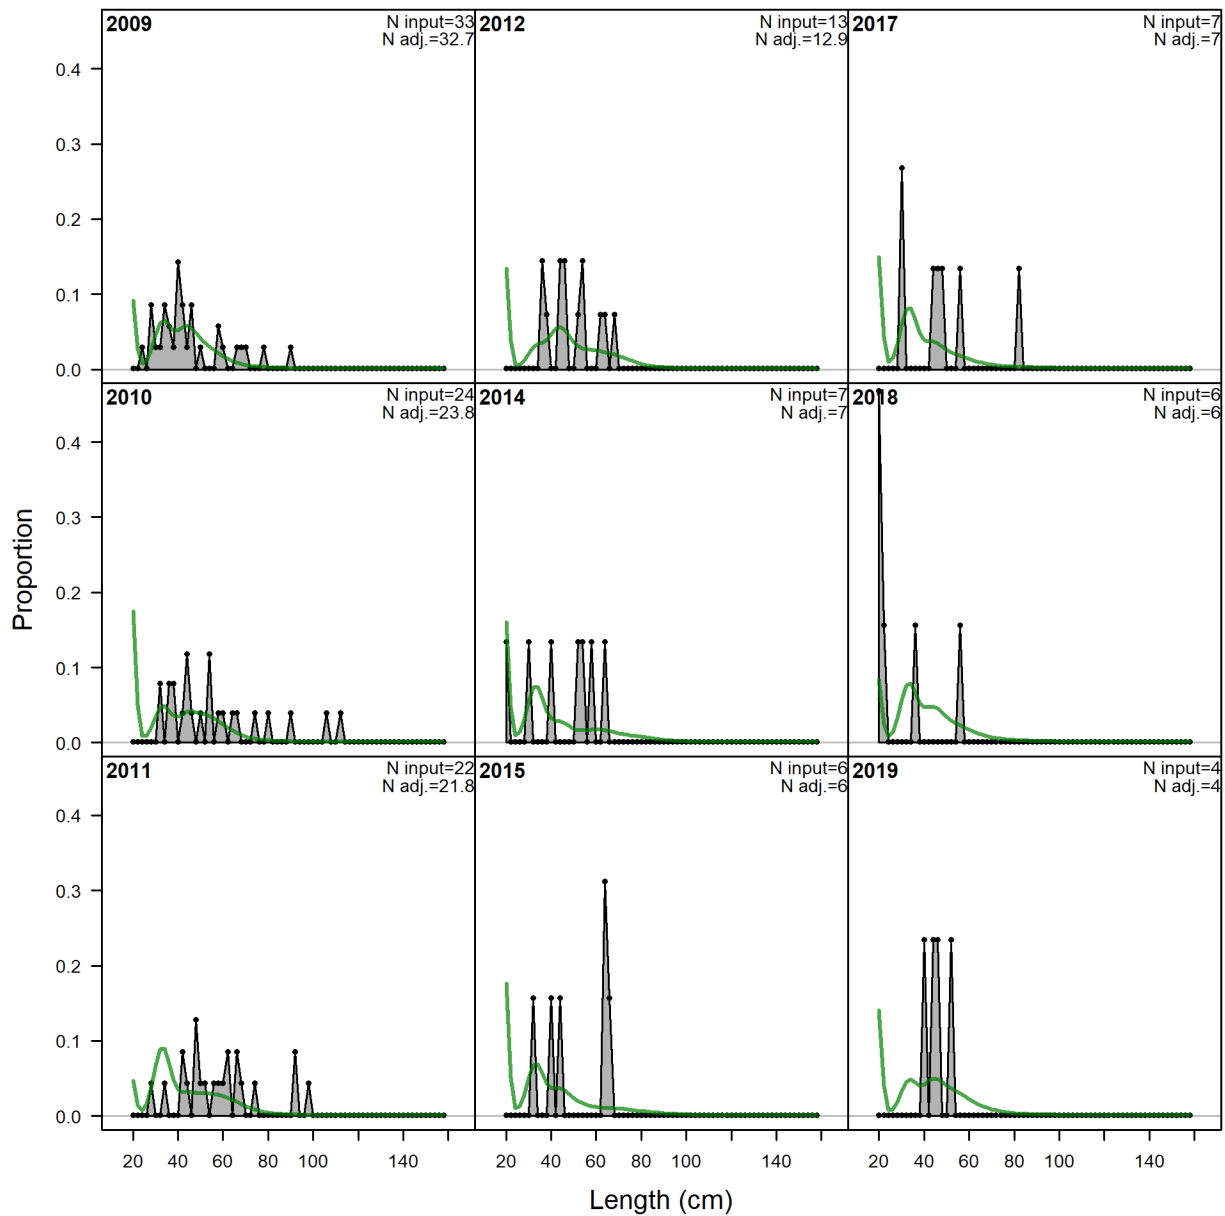 2009
N input=33
N adj.=32.7
2012
N input=13
N adj.=12.9
2017
N input=7
N adj.=7
0.4
0.3
0.2
0.1
0.0
2010
N input=24
N adj.=23.8
2014
N input=7
N adj.=7
2018
N input=6
N adj.=6
0.4
0.3
0.2
0.1
0.0
Proportion
2011
N input=22
N adj.=21.8
2015
N input=6
N adj.=6
2019
N input=4
N adj.=4
0.4
0.3
0.2
0.1
0.0
20 40 60 80 100 140
20 40 60 80 100 140
20 40 60 80 100 140
Length (cm)